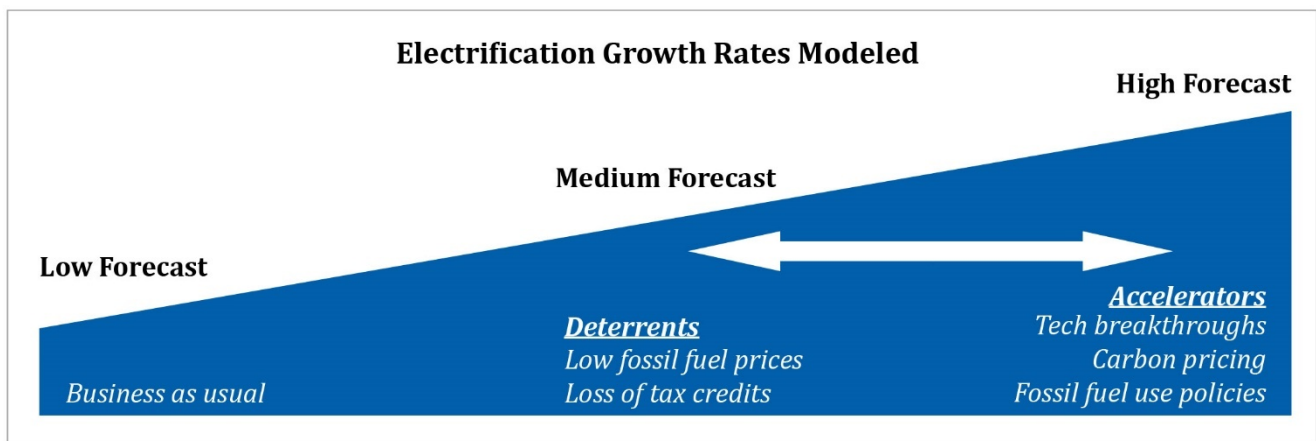 Electrification Growth Rates Modeled
High Forecast
Medium Forecast
Low Forecast
Accelerators
Tech breakthroughs
Carbon pricing
Fossil fuel use policies
Deterrents
Low fossil fuel prices
Loss of tax credits
Business as usual